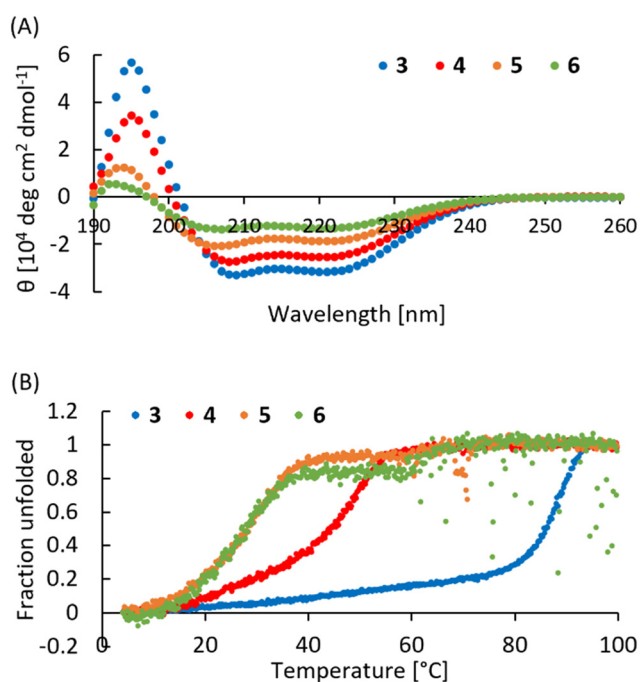 (A)
6
4
2
0
-2
-4
θ [10⁴ deg cm² dmol⁻¹]
3 4 5 6
190 200 210 220 230 240 250 260
Wavelength [nm]
(B)
1.2
1
0.8
0.6
0.4
0.2
0
-0.2
Fraction unfolded
3 4 5 6
0 20 40 60 80 100
Temperature [°C]